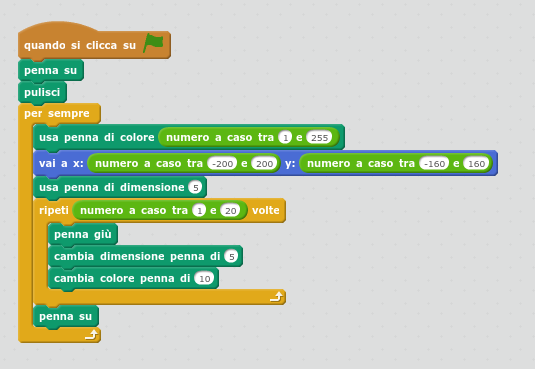 quando si clicca su
penna su
pulisci
per sempre
usa penna di colore numero a caso tra 1 e 255
vai a x: numero a caso tra -200 e 200 y: numero a caso tra -160 e 160
usa penna di dimensione 5
ripeti numero a caso tra 1 e 20 volte
penna giù
cambia dimensione penna di 5
cambia colore penna di 10
penna su